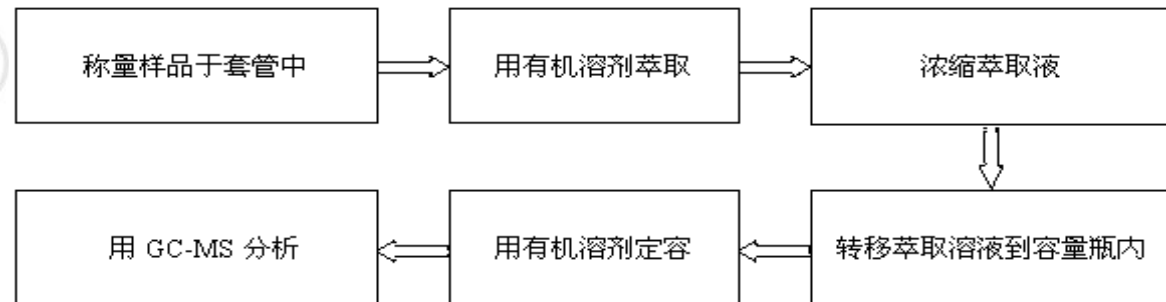 称量样品于套管中
用有机溶剂萃取
浓缩萃取液
转移萃取溶液到容量瓶内
用有机溶剂定容
用 GC-MS 分析